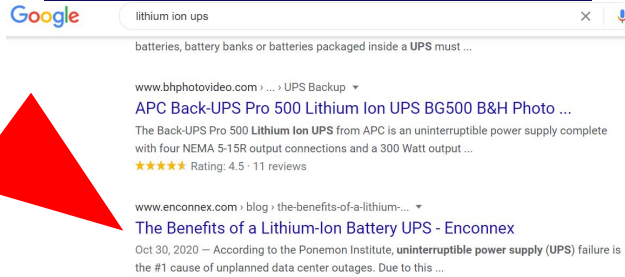 Google
lithium ion ups
batteries, battery banks or batteries packaged inside a UPS must ...
www.bhphotovideo.com › ... › UPS Backup
APC Back-UPS Pro 500 Lithium Ion UPS BG500 B&H Photo ...
The Back-UPS Pro 500 Lithium Ion UPS from APC is an uninterruptible power supply complete
with four NEMA 5-15R output connections and a 300 Watt output ...
Rating: 4.5 · 11 reviews
www.enconnex.com › blog › the-benefits-of-a-lithium-...
The Benefits of a Lithium-Ion Battery UPS - Enconnex
Oct 30, 2020 — According to the Ponemon Institute, uninterruptible power supply (UPS) failure is
the #1 cause of unplanned data center outages. Due to this ...